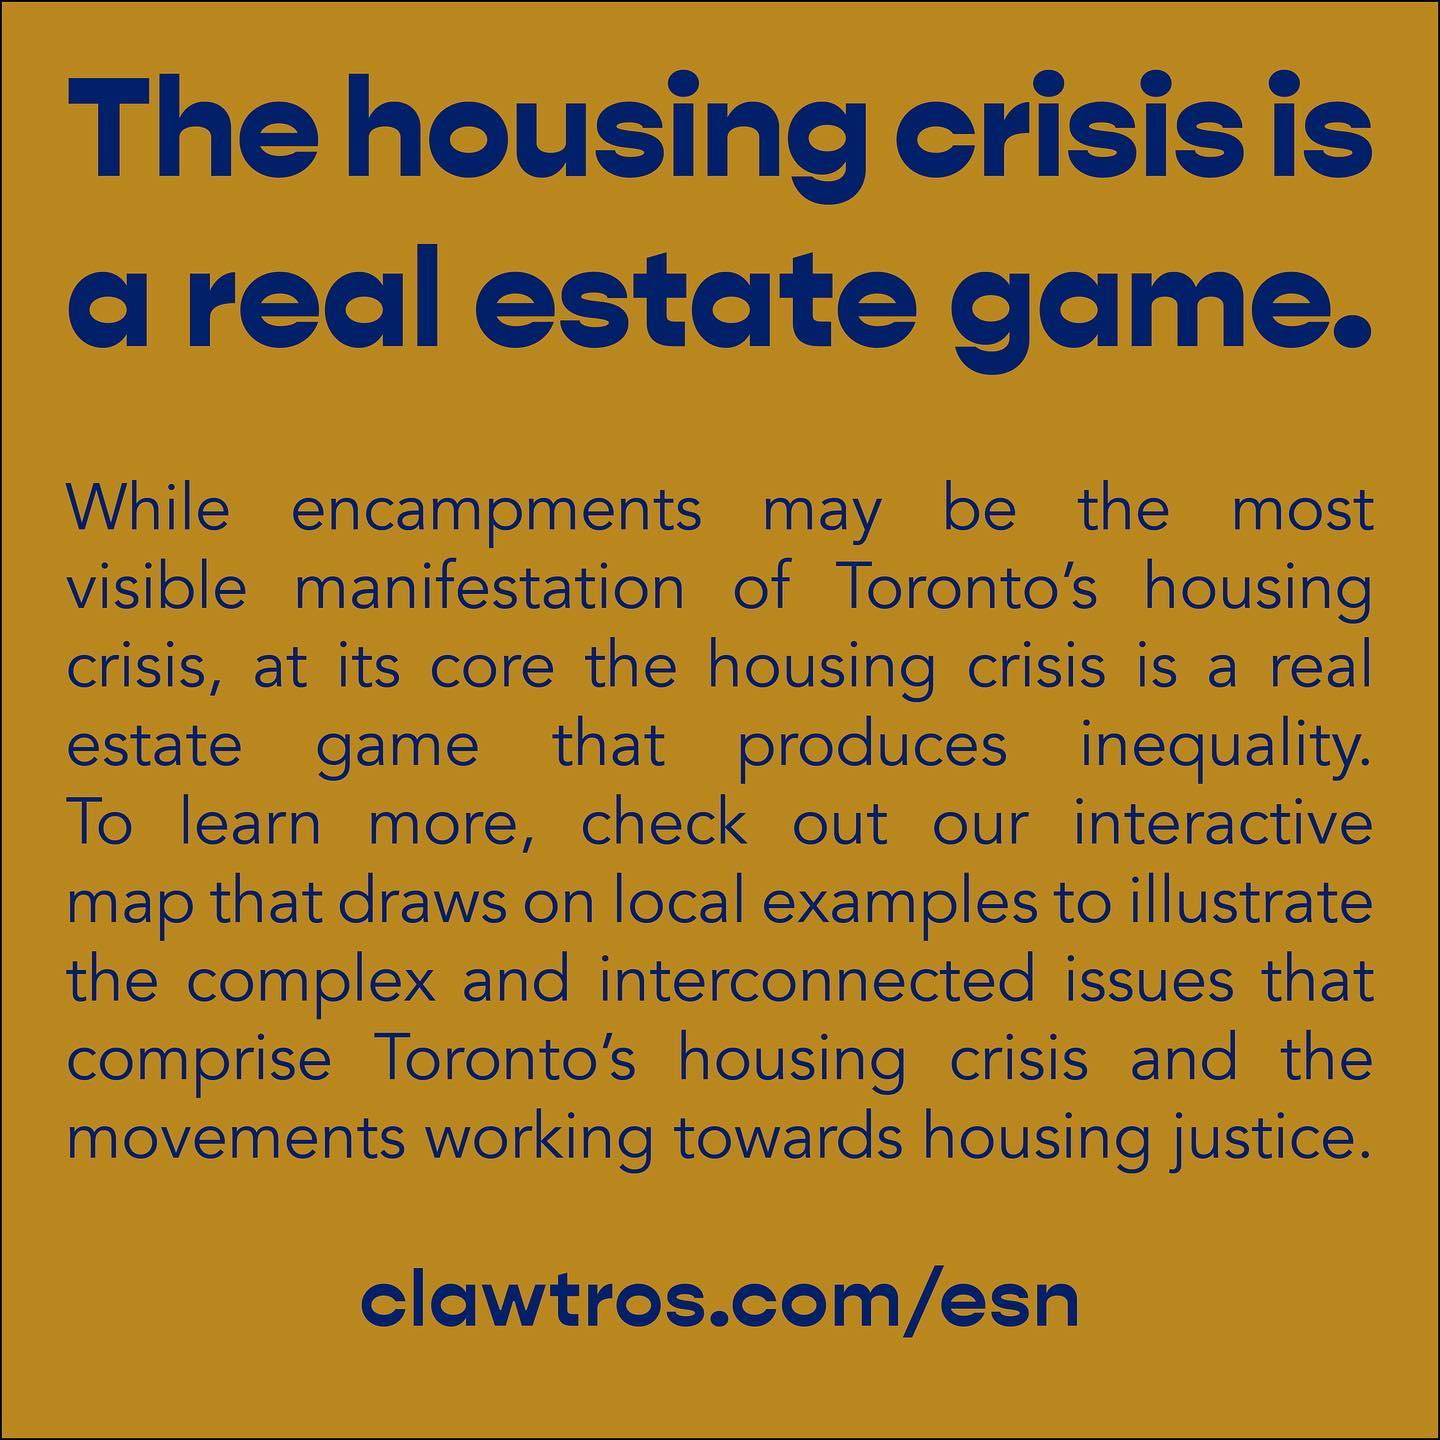 The housing crisis is
a real estate game.
While encampments may be the most
visible manifestation of Toronto’s housing
crisis, at its core the housing crisis is a real
estate game that produces inequality.
To learn more, check out our interactive
map that draws on local examples to illustrate
the complex and interconnected issues that
comprise Toronto’s housing crisis and the
movements working towards housing justice.
clawtros.com/esn